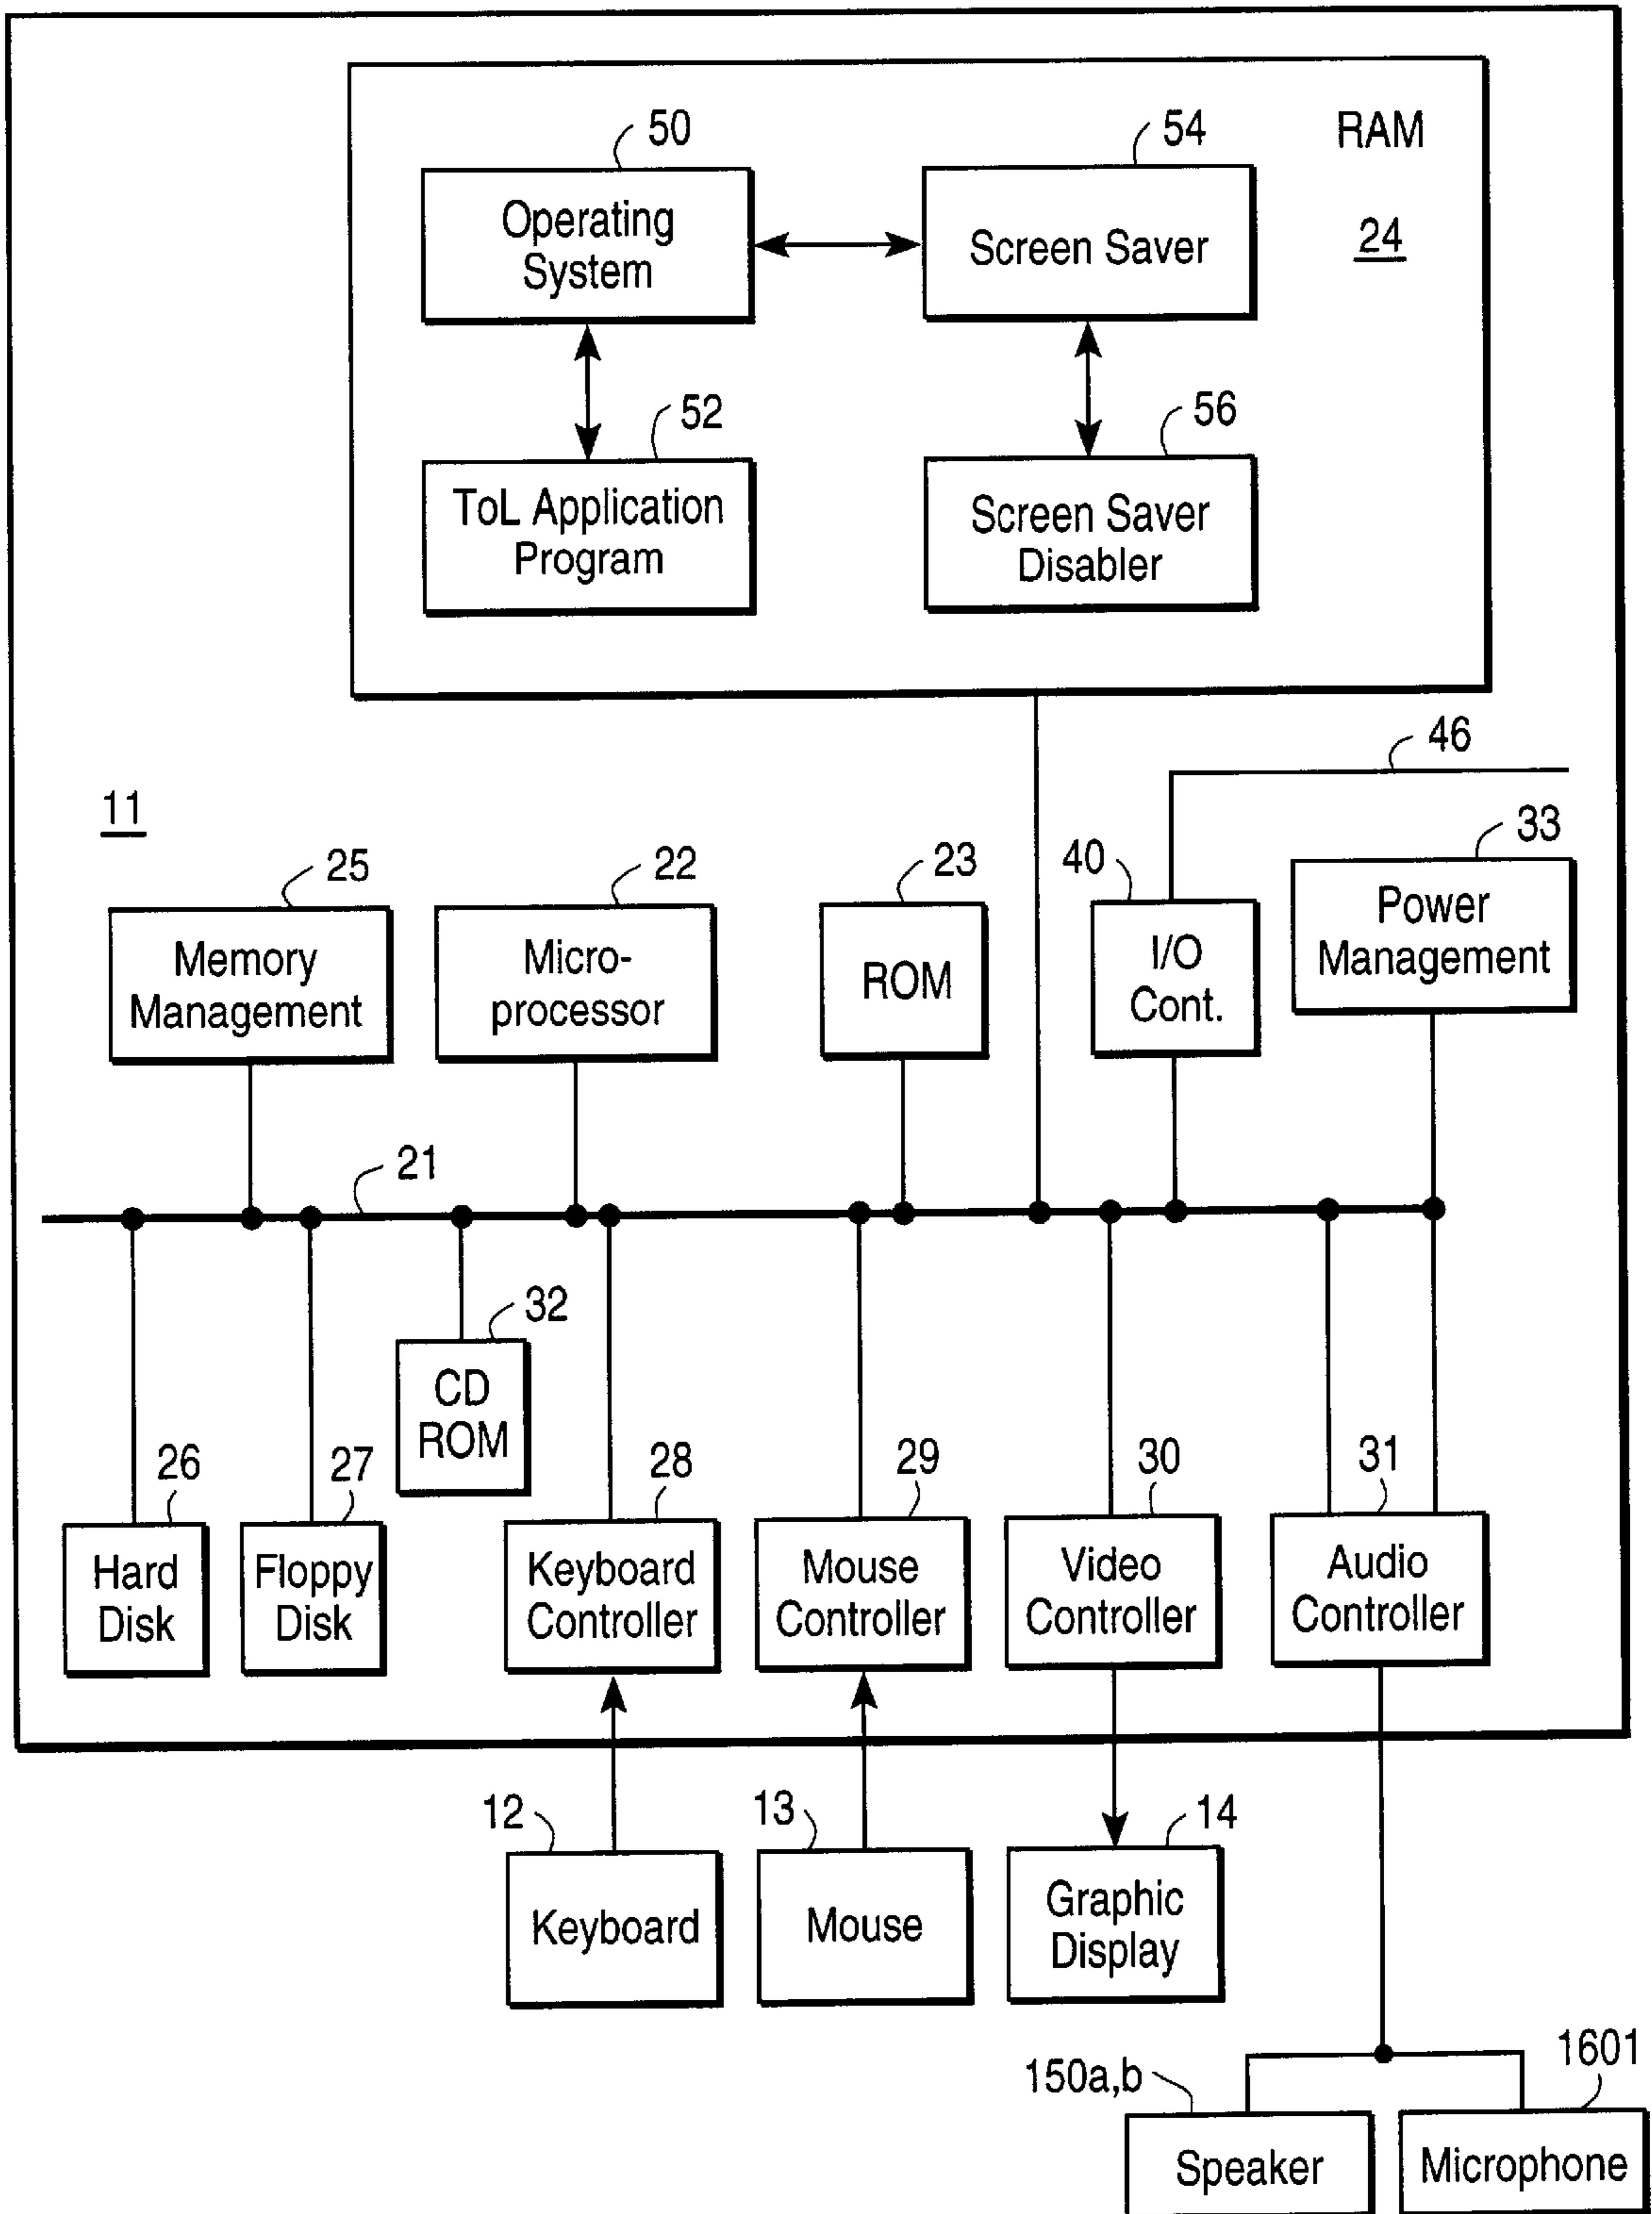 50
54
RAM
Operating
System
Screen Saver
24
52
56
ToL Application
Program
Screen Saver
Disabler
46
11
33
25
22
23
40
Power
Management
Memory
Management
Micro-
processor
ROM
I/O
Cont.
21
32
CD
ROM
26
27
28
29
30
31
Hard
Disk
Floppy
Disk
Keyboard
Controller
Mouse
Controller
Video
Controller
Audio
Controller
12
13
14
Keyboard
Mouse
Graphic
Display
150a,b
1601
Speaker
Microphone